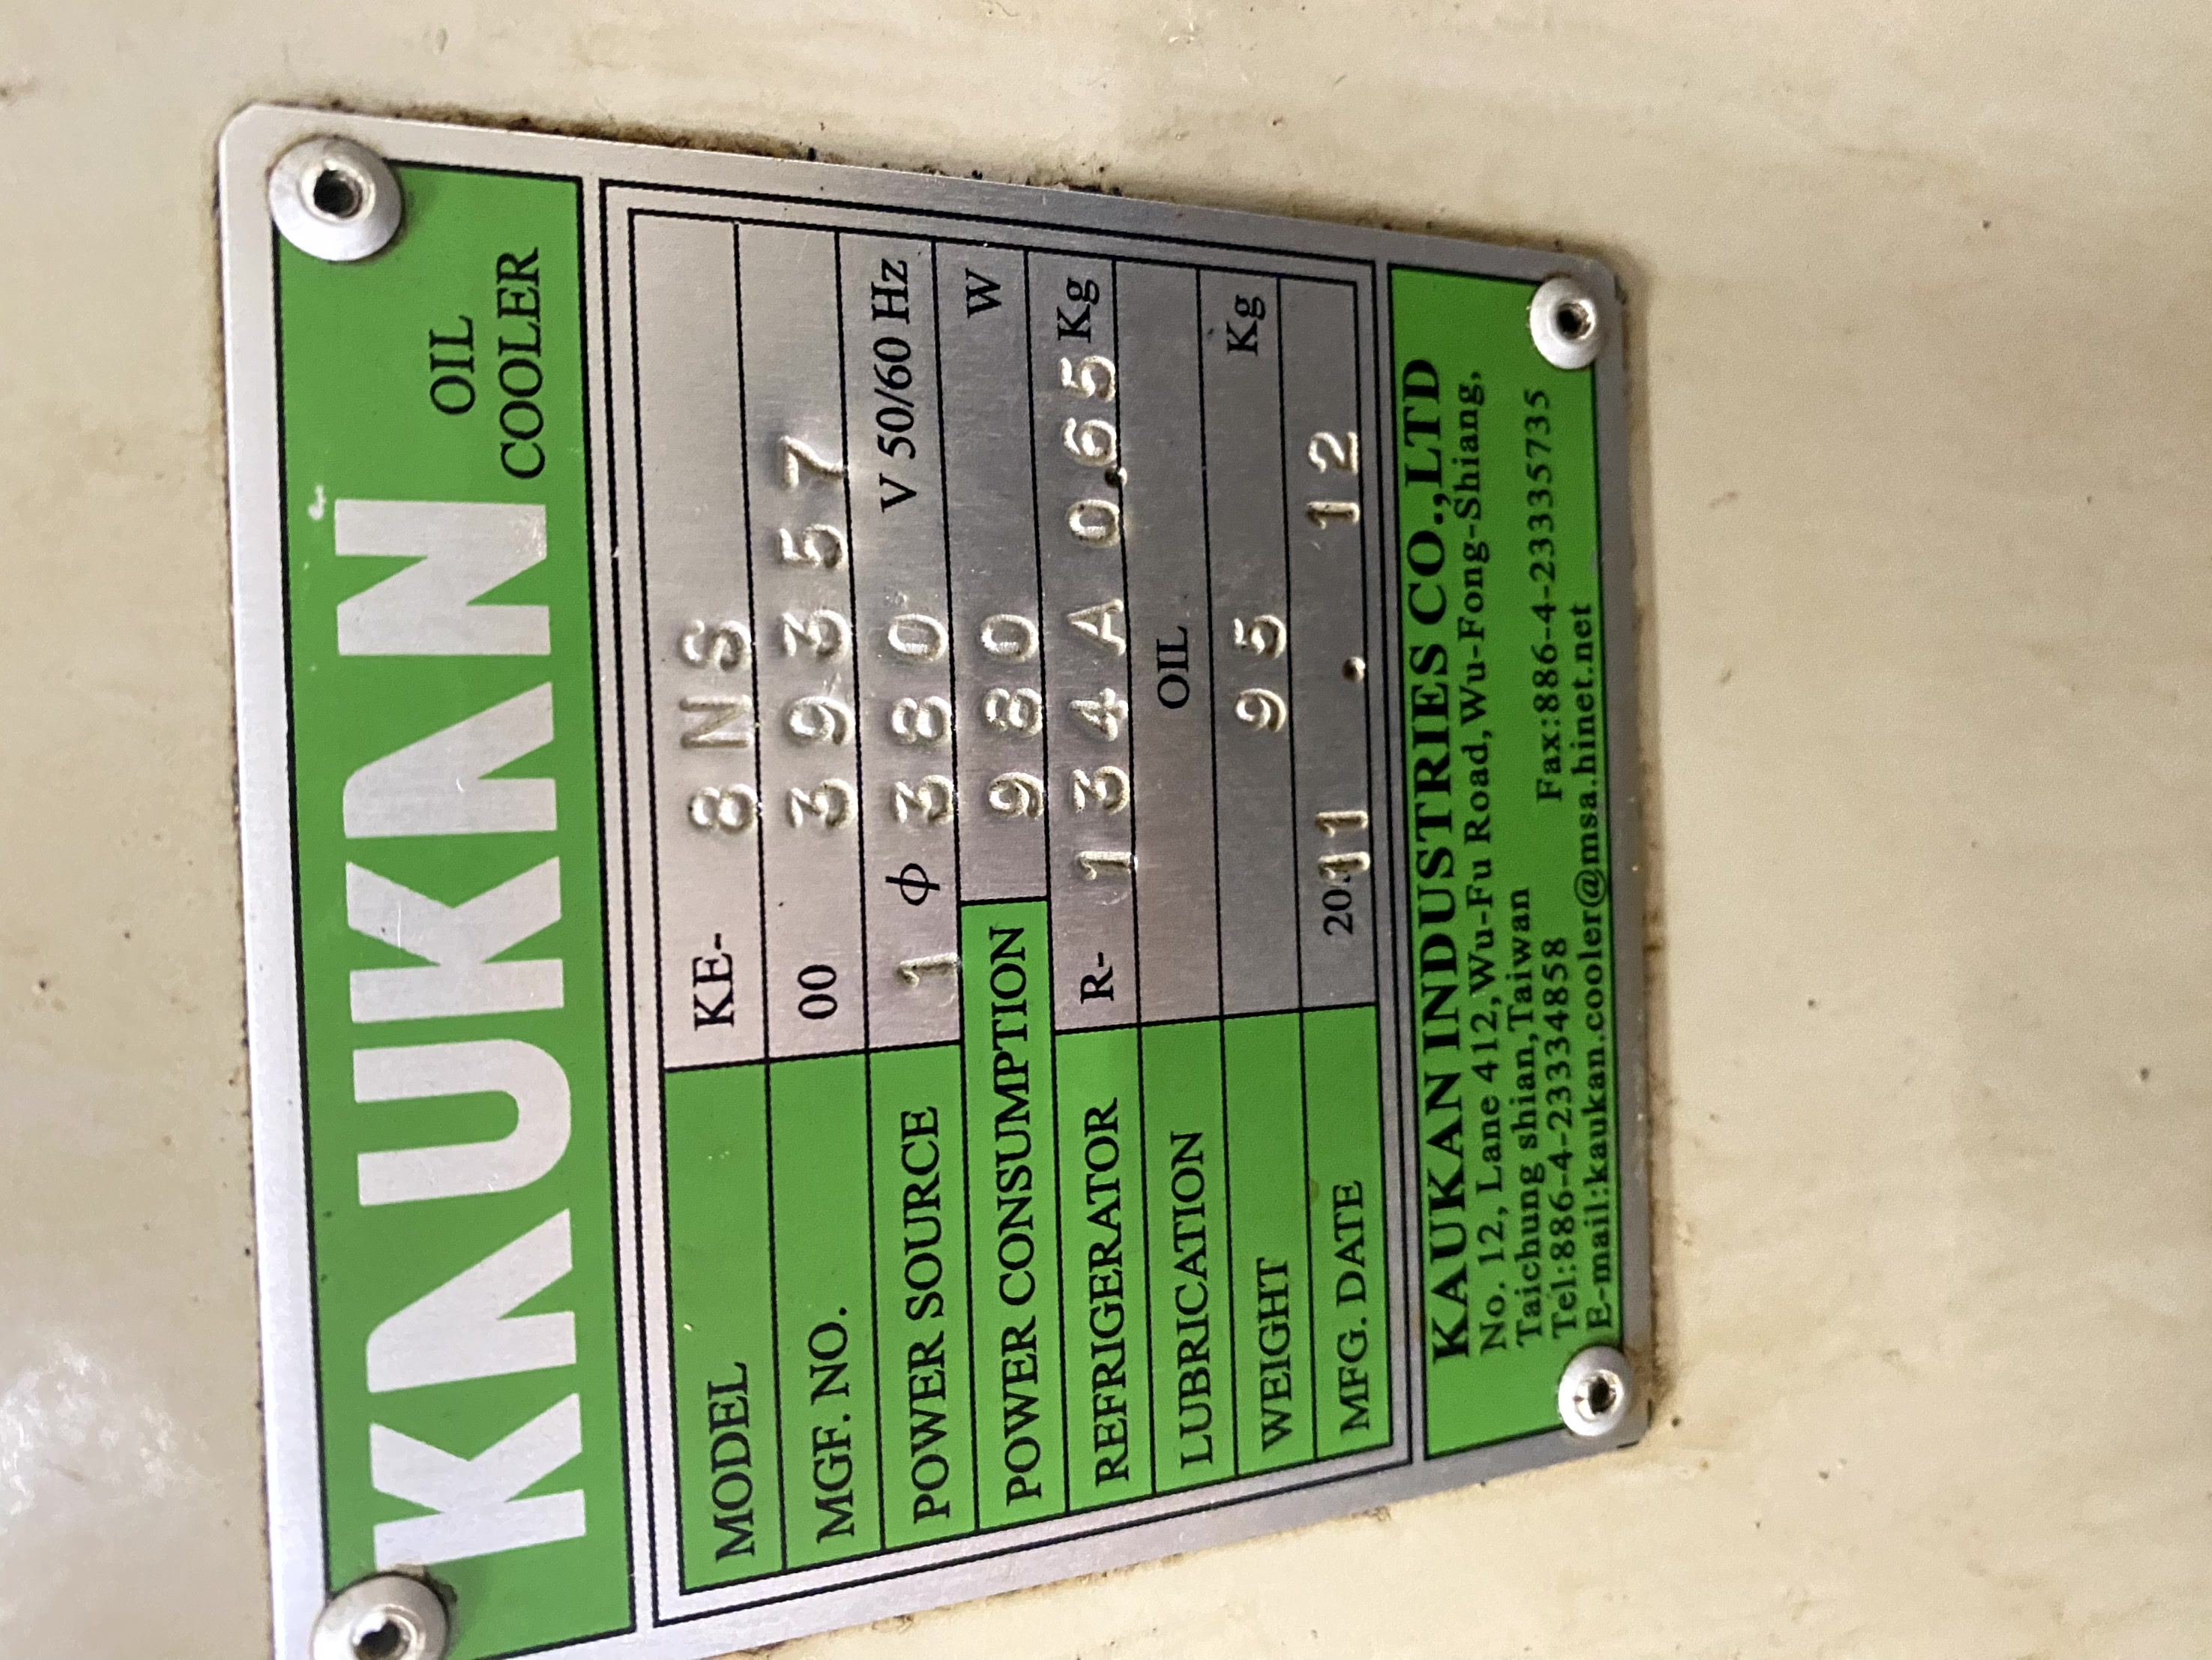 KAUKAN OIL COOLER
MODEL KE- 8NS
MGF. NO. 00 39357
POWER SOURCE 1 ϕ 380 V 50/60 Hz
POWER CONSUMPTION 980 W
REFRIGERATOR R- 134A 0.65 Kg
LUBRICATION OIL
WEIGHT 95 Kg
MFG. DATE 2011 . 12
KAUKAN INDUSTRIES CO.,LTD
No. 12, Lane 412,Wu-Fu Road,Wu-Fong-Shiang,
Taichung shian,Taiwan
Tel:886-4-23334858 Fax:886-4-23335735
E-mail:kaukan.cooler@msa.hinet.net